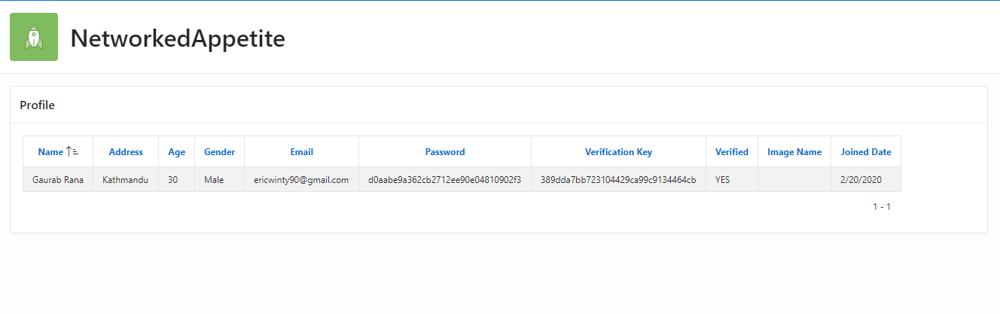 NetworkedAppetite
Profile
Name Address Age Gender Email Password Verification Key Verified Image Name Joined Date
Gaurab Rana Kathmandu 30 Male ericwinty90@gmail.com d0aabe9a362cb2712ee90e04810902f3 389dda7bb723104429ca99c9134464cb YES 2/20/2020
1 - 1